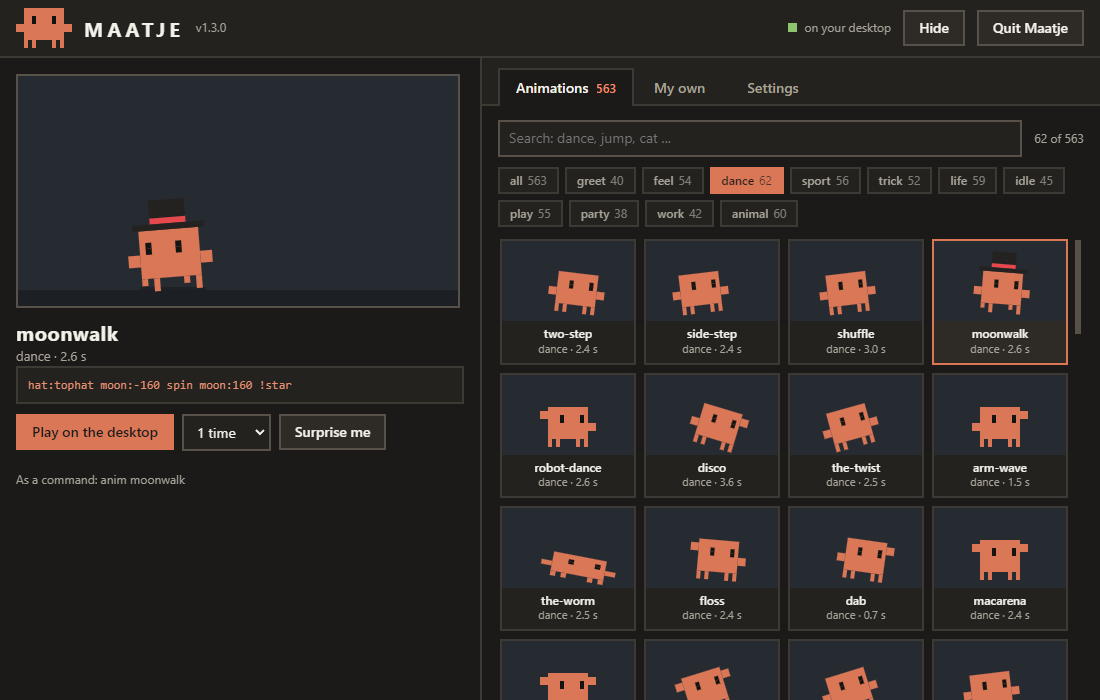 MAATJE v1.3.0
on your desktop
Hide
Quit Maatje
moonwalk
dance · 2.6 s
hat:tophat moon:-160 spin moon:160 !star
Play on the desktop
1 time
Surprise me
As a command: anim moonwalk
Animations 563
My own
Settings
Search: dance, jump, cat ...
62 of 563
all 563
greet 40
feel 54
dance 62
sport 56
trick 52
life 59
idle 45
play 55
party 38
work 42
animal 60
two-step
dance · 2.4 s
side-step
dance · 2.4 s
shuffle
dance · 3.0 s
moonwalk
dance · 2.6 s
robot-dance
dance · 2.6 s
disco
dance · 3.6 s
the-twist
dance · 2.5 s
arm-wave
dance · 1.5 s
the-worm
dance · 2.5 s
floss
dance · 2.4 s
dab
dance · 0.7 s
macarena
dance · 2.4 s